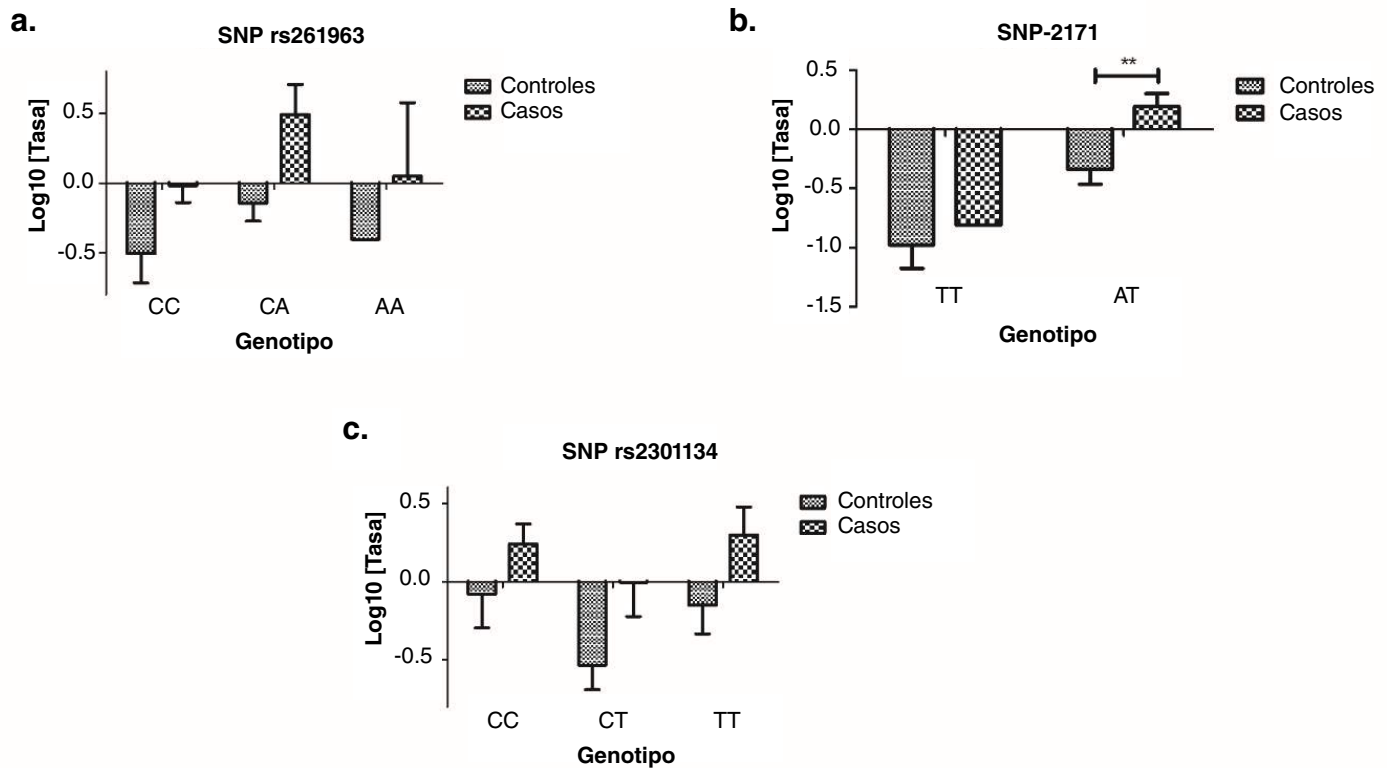 a.
SNP rs261963
Log10 [Tasa]
0.5
0.0
-0.5
CC
CA
AA
Genotipo
Controles
Casos
b.
SNP-2171
Log10 [Tasa]
0.5
0.0
-0.5
-1.0
-1.5
**
TT
AT
Genotipo
Controles
Casos
c.
SNP rs2301134
Log10 [Tasa]
0.5
0.0
-0.5
CC
CT
TT
Genotipo
Controles
Casos